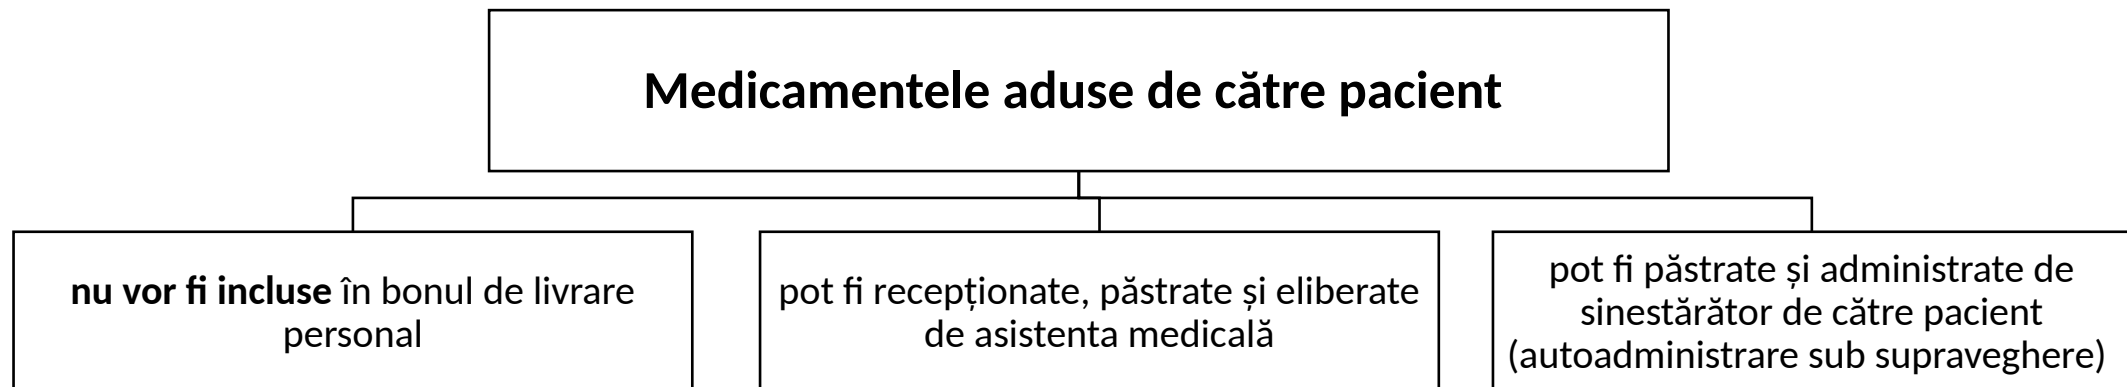 Medicamentele aduse de către pacient
nu vor fi incluse în bonul de livrare
personal
pot fi recepționate, păstrate și eliberate
de asistenta medicală
pot fi păstrate și administrate de
sinestărător de către pacient
(autoadministrare sub supraveghere)